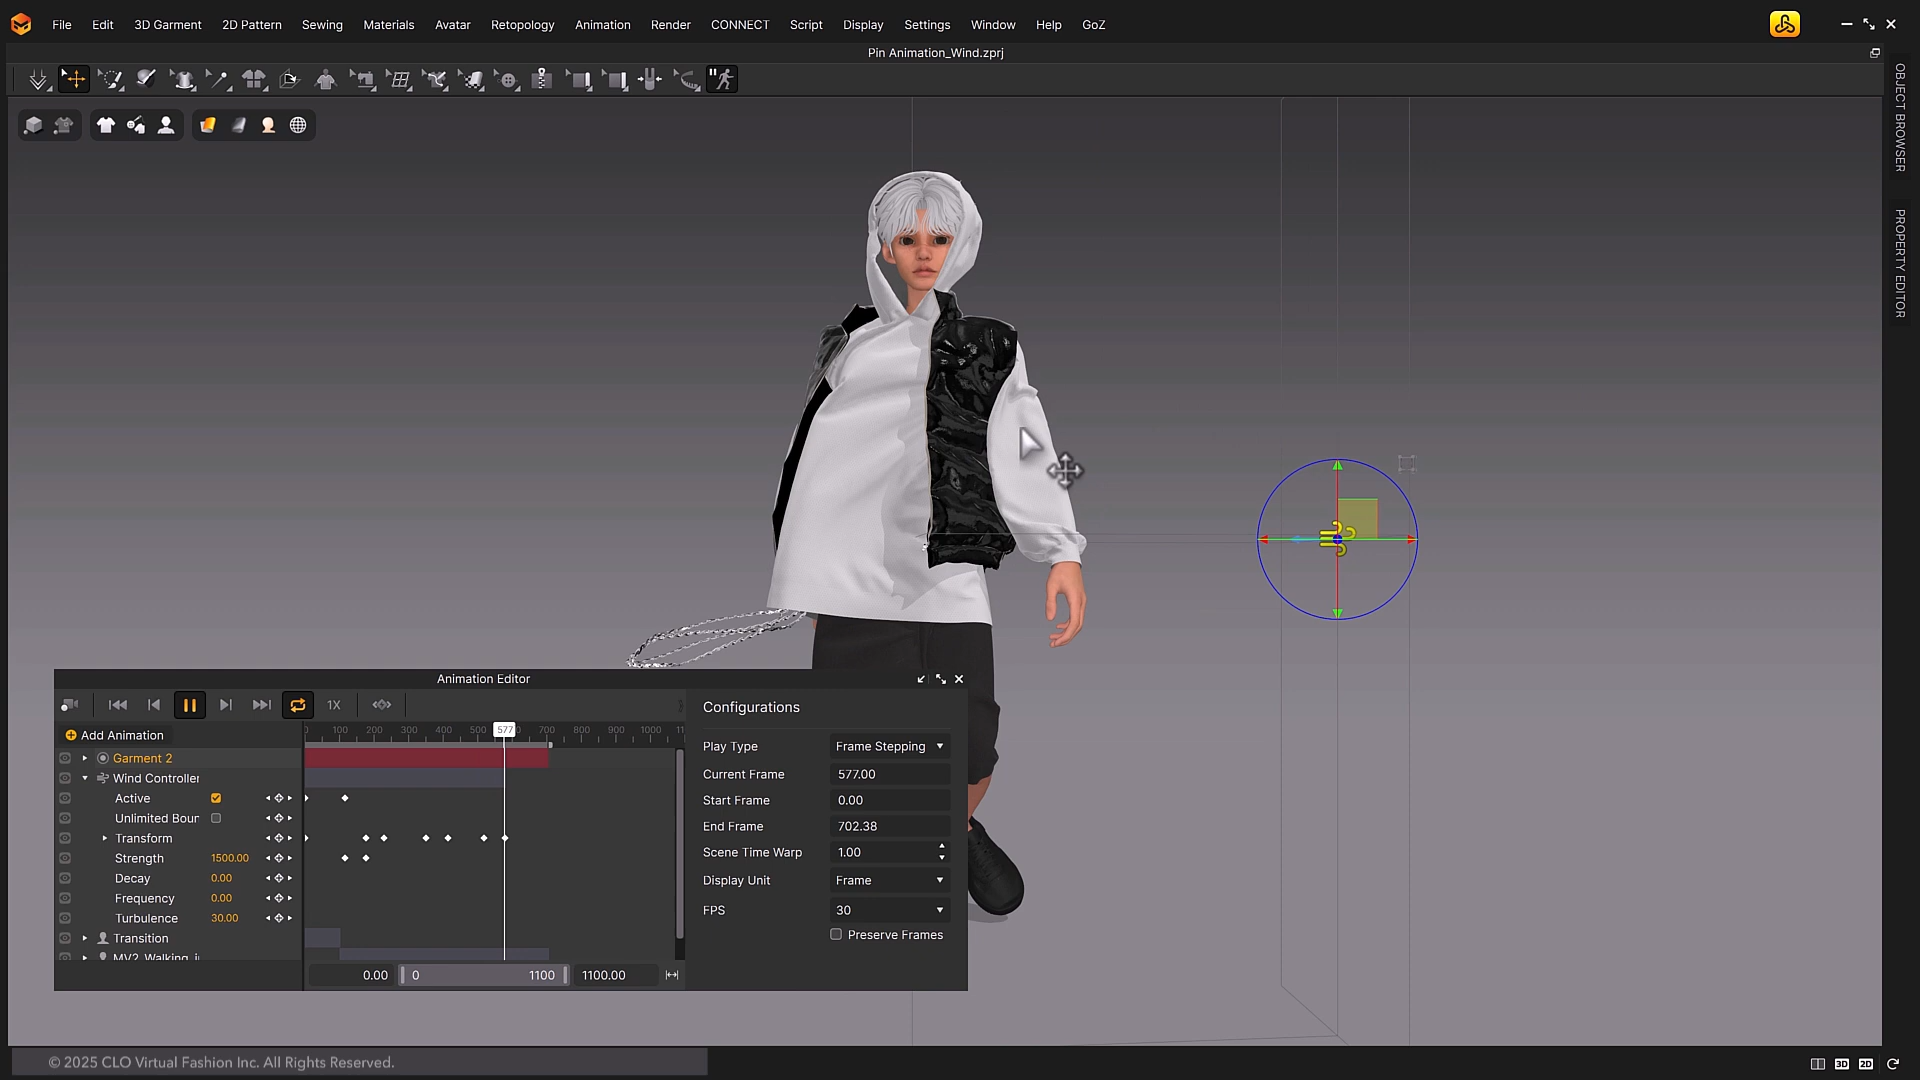 File Edit 3D Garment 2D Pattern Sewing Materials Avatar Retopology Animation Render CONNECT Script Display Settings Window Help GoZ
Pin Animation_Wind.zprj
OBJECT BROWSER
PROPERTY EDITOR
Animation Editor
1X
Add Animation
100 200 300 400 500 577 700 800 900 1000
Garment 2
Wind Controller
Active
Unlimited Boun
Transform
Strength 1500.00
Decay 0.00
Frequency 0.00
Turbulence 30.00
Transition
MV2_Walking_i
0.00 0 1100 1100.00
Configurations
Play Type Frame Stepping
Current Frame 577.00
Start Frame 0.00
End Frame 702.38
Scene Time Warp 1.00
Display Unit Frame
FPS 30
Preserve Frames
© 2025 CLO Virtual Fashion Inc. All Rights Reserved.
3D 2D